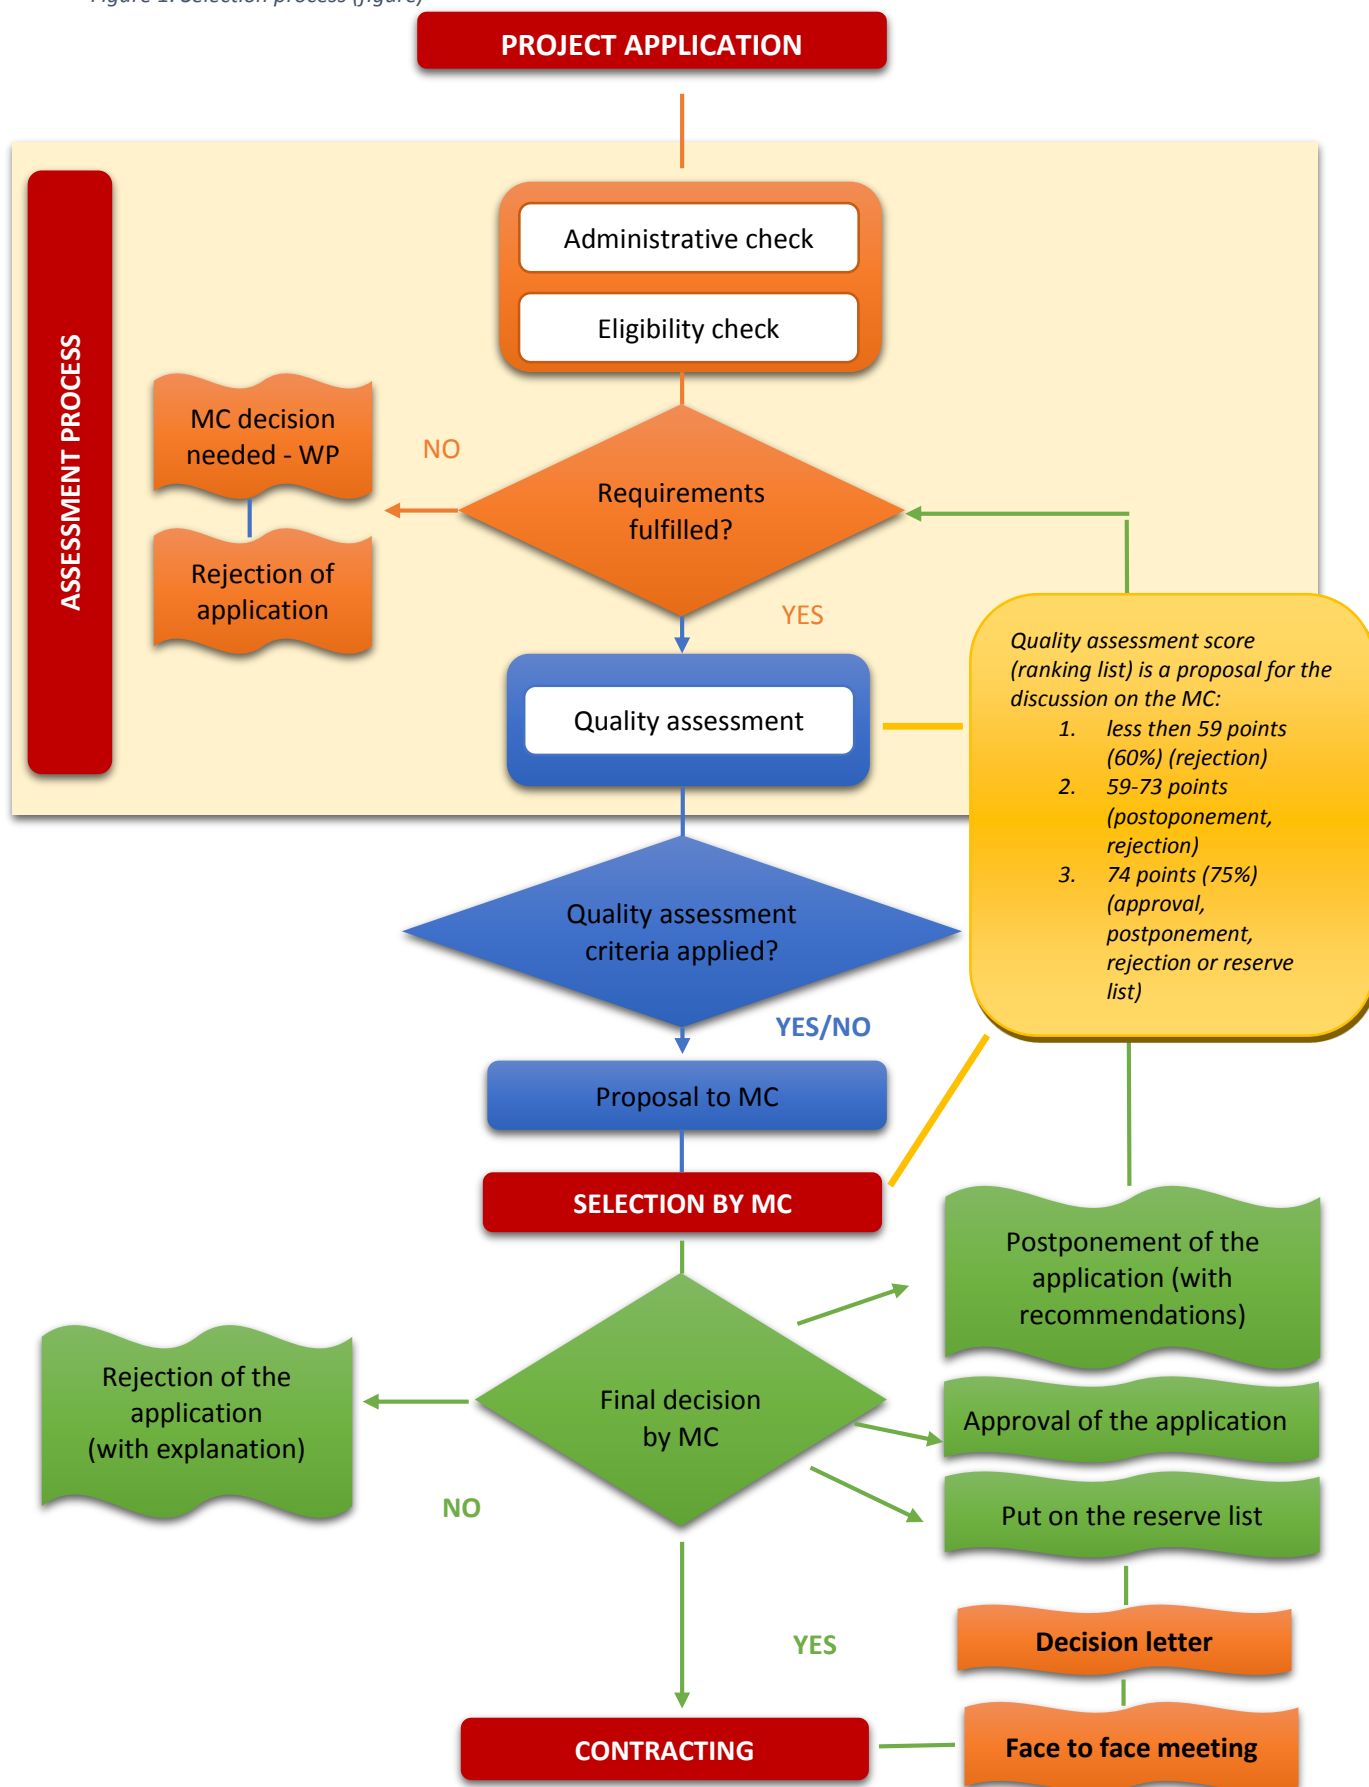 Figure 1. Selection process (figure)
PROJECT APPLICATION
ASSESSMENT PROCESS
Administrative check
Eligibility check
MC decision
needed - WP
NO
Requirements
fulfilled?
Rejection of
application
YES
Quality assessment
Quality assessment score
(ranking list) is a proposal for the
discussion on the MC:
1. less then 59 points
(60%) (rejection)
2. 59-73 points
(postoponement,
rejection)
3. 74 points (75%)
(approval,
postponement,
rejection or reserve
list)
Quality assessment
criteria applied?
YES/NO
Proposal to MC
SELECTION BY MC
Postponement of the
application (with
recommendations)
Rejection of the
application
(with explanation)
Final decision
by MC
Approval of the application
NO
Put on the reserve list
YES
Decision letter
CONTRACTING
Face to face meeting